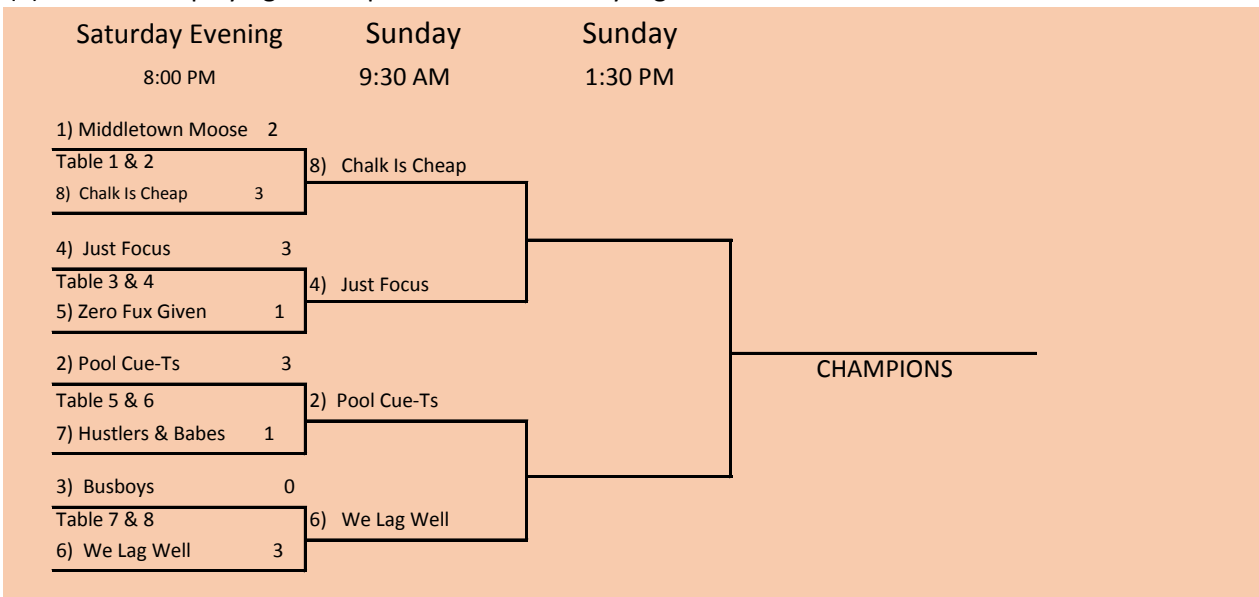 Saturday Evening Sunday Sunday
8:00 PM 9:30 AM 1:30 PM
1) Middletown Moose 2
Table 1 & 2
8) Chalk Is Cheap
8) Chalk Is Cheap 3
4) Just Focus 3
Table 3 & 4
4) Just Focus
5) Zero Fux Given 1
2) Pool Cue-Ts 3
CHAMPIONS
Table 5 & 6
2) Pool Cue-Ts
7) Hustlers & Babes 1
3) Busboys 0
Table 7 & 8
6) We Lag Well
6) We Lag Well 3